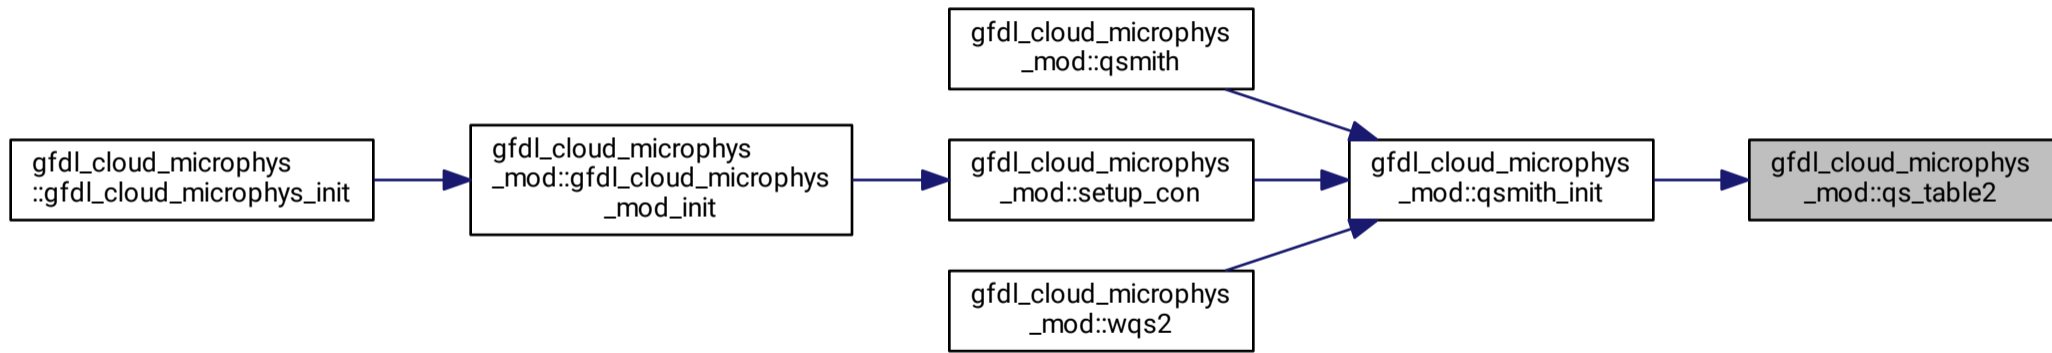 gfdl_cloud_microphys
::gfdl_cloud_microphys_init
gfdl_cloud_microphys
_mod::gfdl_cloud_microphys
_mod_init
gfdl_cloud_microphys
_mod::qsmith
gfdl_cloud_microphys
_mod::setup_con
gfdl_cloud_microphys
_mod::wqs2
gfdl_cloud_microphys
_mod::qsmith_init
gfdl_cloud_microphys
_mod::qs_table2